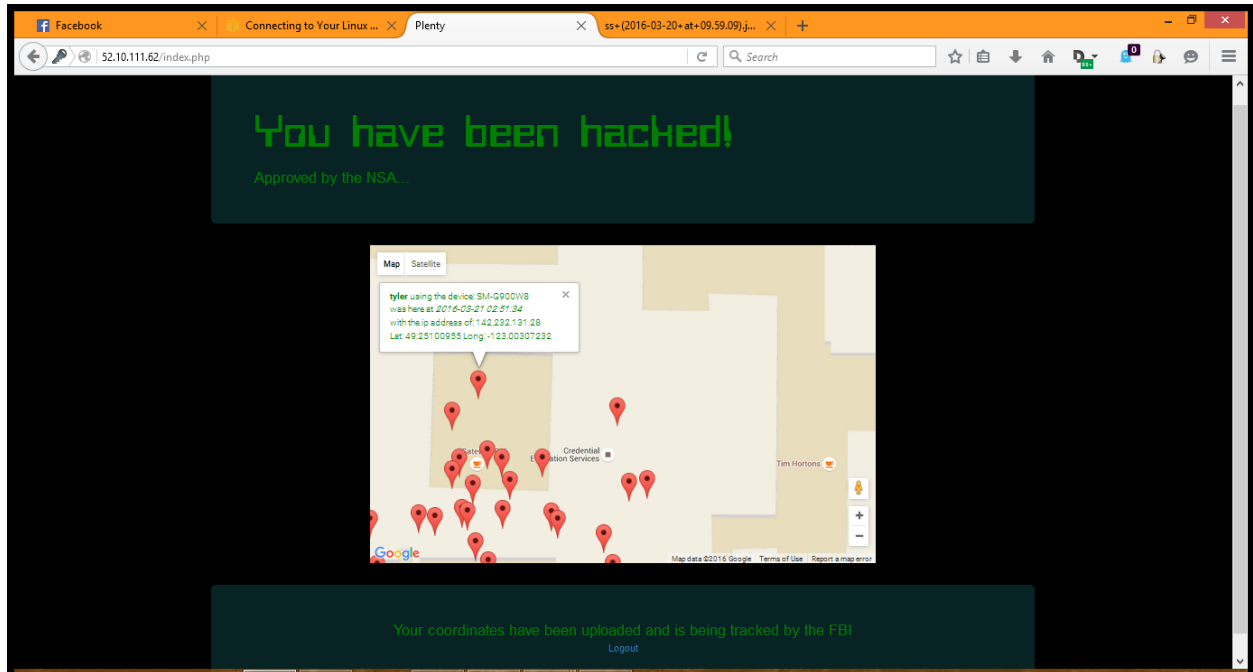 Facebook
Connecting to Your Linux ...
Plenty
ss+(2016-03-20+at+09.59.09).j...
52.10.111.62/index.php
Search
0
You have been hacked!
Approved by the NSA...
Map Satellite
tyler using the device: SM-G900W8
was here at 2016-03-21 02:51:34
with the ip address of: 142.232.131.28
Lat: 49.25100955 Long: -123.00307232
Credential
Services
Tim Hortons
Google
Map data ©2016 Google Terms of Use Report a map error
Your coordinates have been uploaded and is being tracked by the FBI
Logout